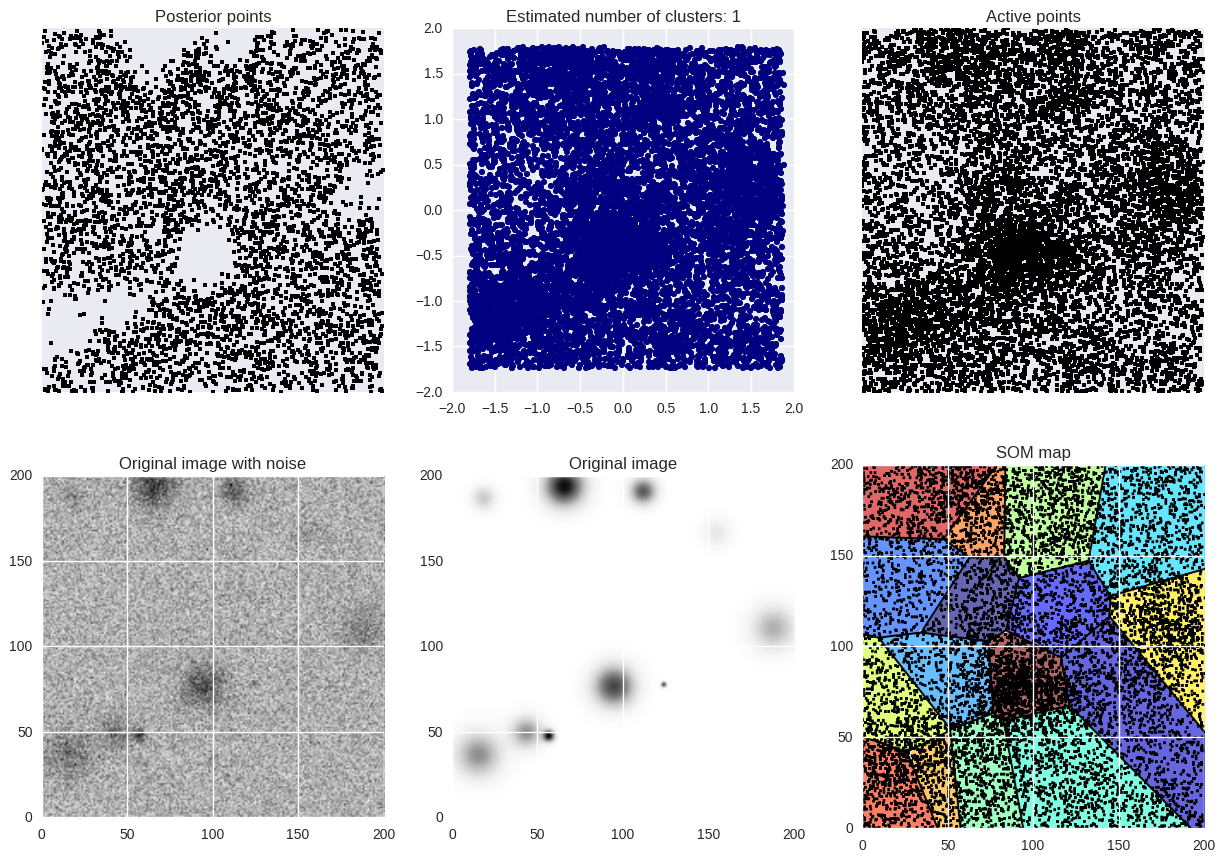 Posterior points
Estimated number of clusters: 1
Active points
2.0
1.5
1.0
0.5
0.0
−0.5
−1.0
−1.5
−2.0
−2.0 −1.5 −1.0 −0.5 0.0 0.5 1.0 1.5 2.0
Original image with noise
Original image
SOM map
200
150
100
50
0
0 50 100 150 200
200
150
100
50
0
0 50 100 150 200
200
150
100
50
0
0 50 100 150 200